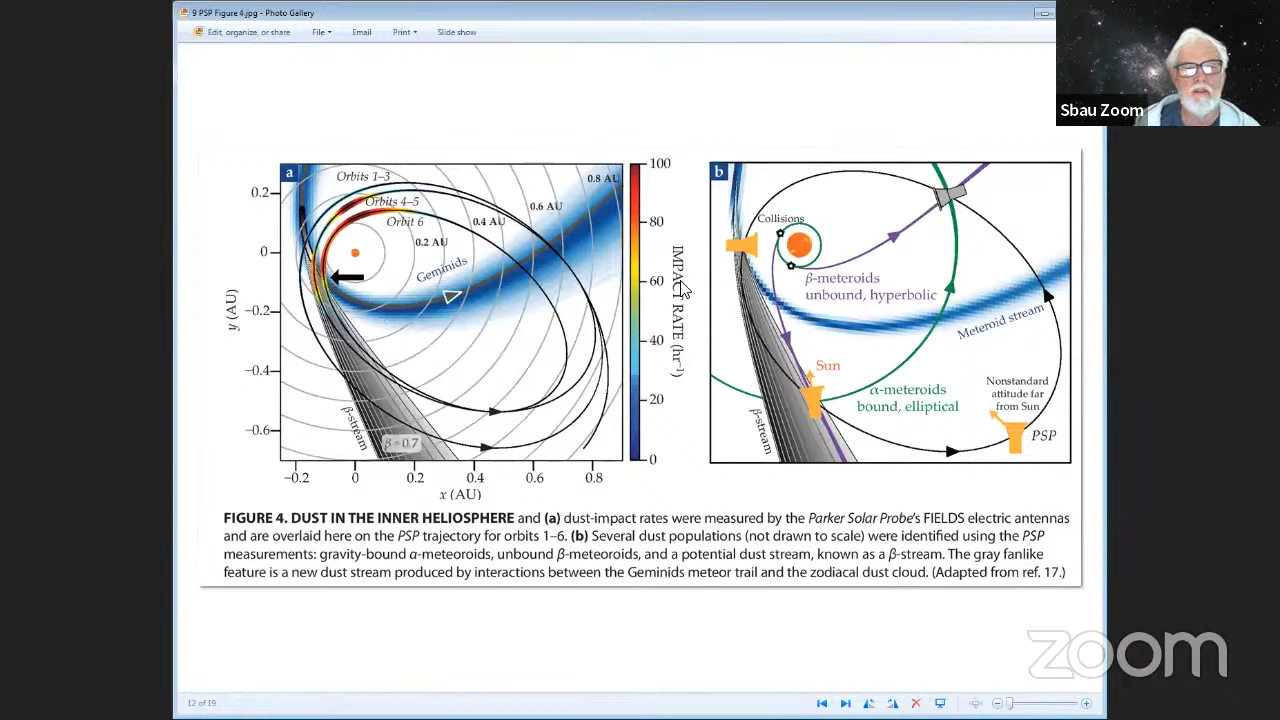 9 PSP Figure 4.jpg - Photo Gallery
Edit, organize, or share File Email Print Slide show
Sbau Zoom
a
Orbits 1–3
Orbits 4–5
Orbit 6
0.2 AU
0.4 AU
0.6 AU
0.8 AU
Geminids
β-stream
β = 0.7
0.2
0
−0.2
−0.4
−0.6
y (AU)
−0.2 0 0.2 0.4 0.6 0.8
x (AU)
100
80
60
40
20
0
IMPACT RATE (hr⁻¹)
b
Collisions
β-meteroids
unbound, hyperbolic
Meteroid stream
Sun
α-meteroids
bound, elliptical
Nonstandard
attitude far
from Sun
PSP
β-stream
FIGURE 4. DUST IN THE INNER HELIOSPHERE and (a) dust-impact rates were measured by the Parker Solar Probe's FIELDS electric antennas
and are overlaid here on the PSP trajectory for orbits 1–6. (b) Several dust populations (not drawn to scale) were identified using the PSP
measurements: gravity-bound α-meteoroids, unbound β-meteoroids, and a potential dust stream, known as a β-stream. The gray fanlike
feature is a new dust stream produced by interactions between the Geminids meteor trail and the zodiacal dust cloud. (Adapted from ref. 17.)
zoom
12 of 19